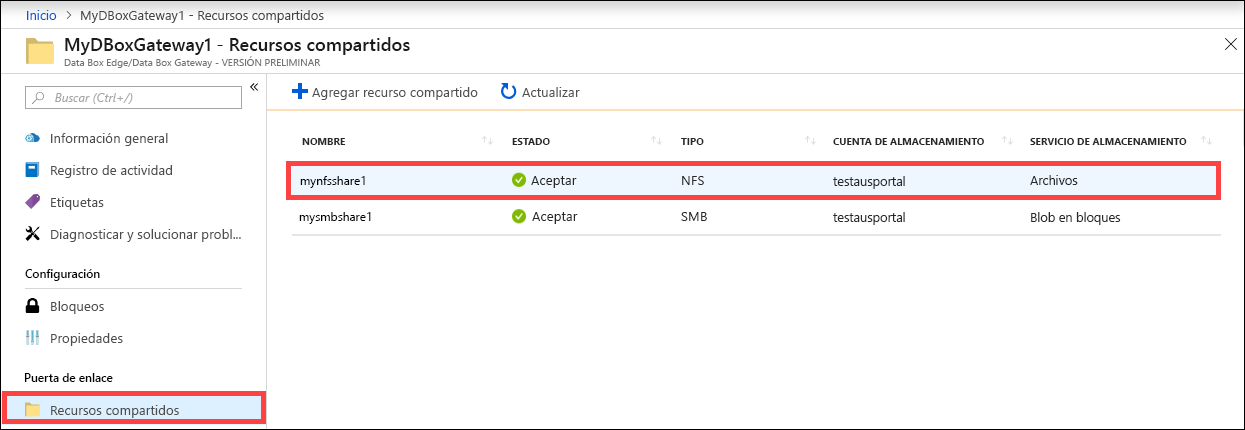 Inicio > MyDBoxGateway1 - Recursos compartidos
MyDBoxGateway1 - Recursos compartidos
Data Box Edge/Data Box Gateway - VERSIÓN PRELIMINAR
Buscar (Ctrl+/)
«
Información general
Registro de actividad
Etiquetas
Diagnosticar y solucionar probl...
Configuración
Bloqueos
Propiedades
Puerta de enlace
Recursos compartidos
Agregar recurso compartido Actualizar
NOMBRE ESTADO TIPO CUENTA DE ALMACENAMIENTO SERVICIO DE ALMACENAMIENTO
mynfsshare1 Aceptar NFS testausportal Archivos
mysmbshare1 Aceptar SMB testausportal Blob en bloques